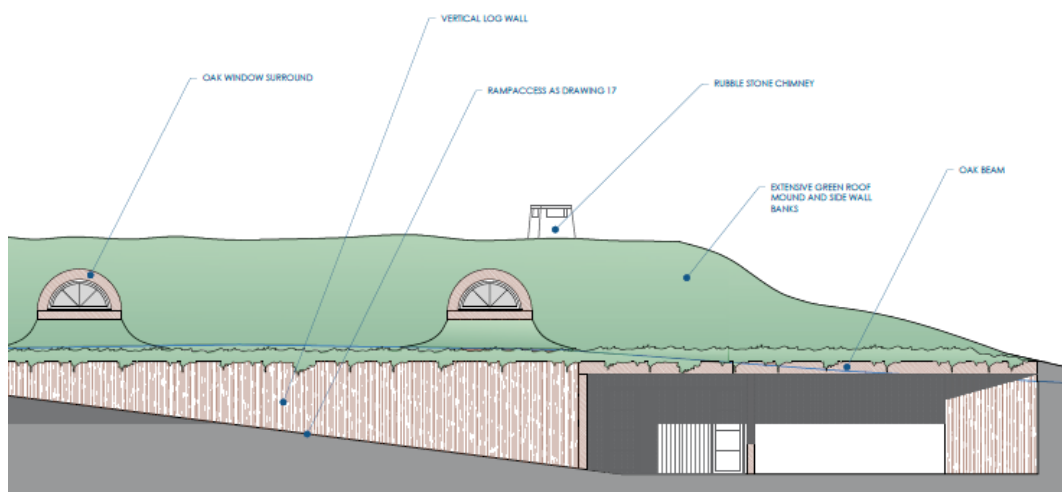 VERTICAL LOG WALL
OAK WINDOW SURROUND
RAMPACCESS AS DRAWING 17
RUBBLE STONE CHIMNEY
OAK BEAM
EXTENSIVE GREEN ROOF
MOUND AND SIDE WALL
BANKS